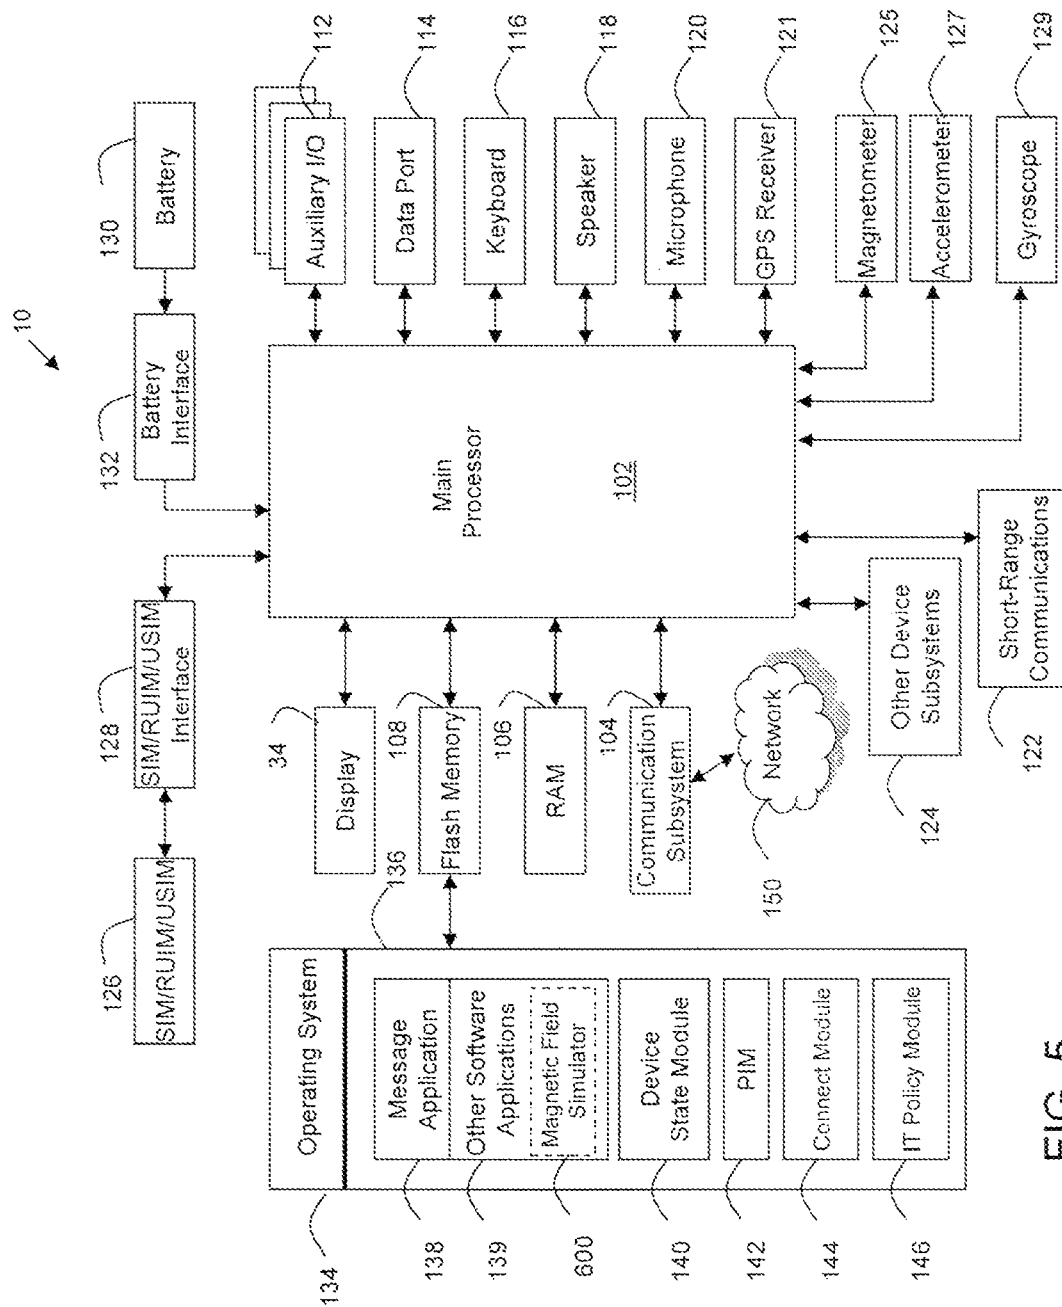 10
130
Battery
132
Battery
Interface
128
SIM/RUIM/USIM
Interface
126
SIM/RUIM/USIM
Auxiliary I/O
112
Data Port
114
Keyboard
116
Speaker
118
Microphone
120
GPS Receiver
121
Magnetometer
125
Accelerometer
127
Gyroscope
129
Main
Processor
102
34
Display
108
Flash Memory
106
RAM
104
Communication
Subsystem
Network
150
Other Device
Subsystems
124
Short-Range
Communications
122
136
Operating System
134
Message
Application
138
Other Software
Applications
139
Magnetic Field
Simulator
600
Device
State Module
140
PIM
142
Connect Module
144
IT Policy Module
146
FIG. 5